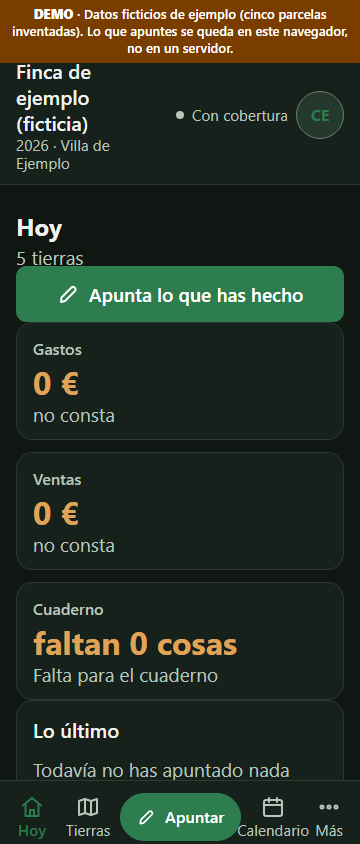 DEMO · Datos ficticios de ejemplo (cinco parcelas
inventadas). Lo que apuntes se queda en este navegador,
no en un servidor.
Finca de
ejemplo
(ficticia)
2026 · Villa de
Ejemplo
Con cobertura
CE
Hoy
5 tierras
Apunta lo que has hecho
Gastos
0 €
no consta
Ventas
0 €
no consta
Cuaderno
faltan 0 cosas
Falta para el cuaderno
Lo último
Todavía no has apuntado nada
Hoy
Tierras
Apuntar
Calendario
Más